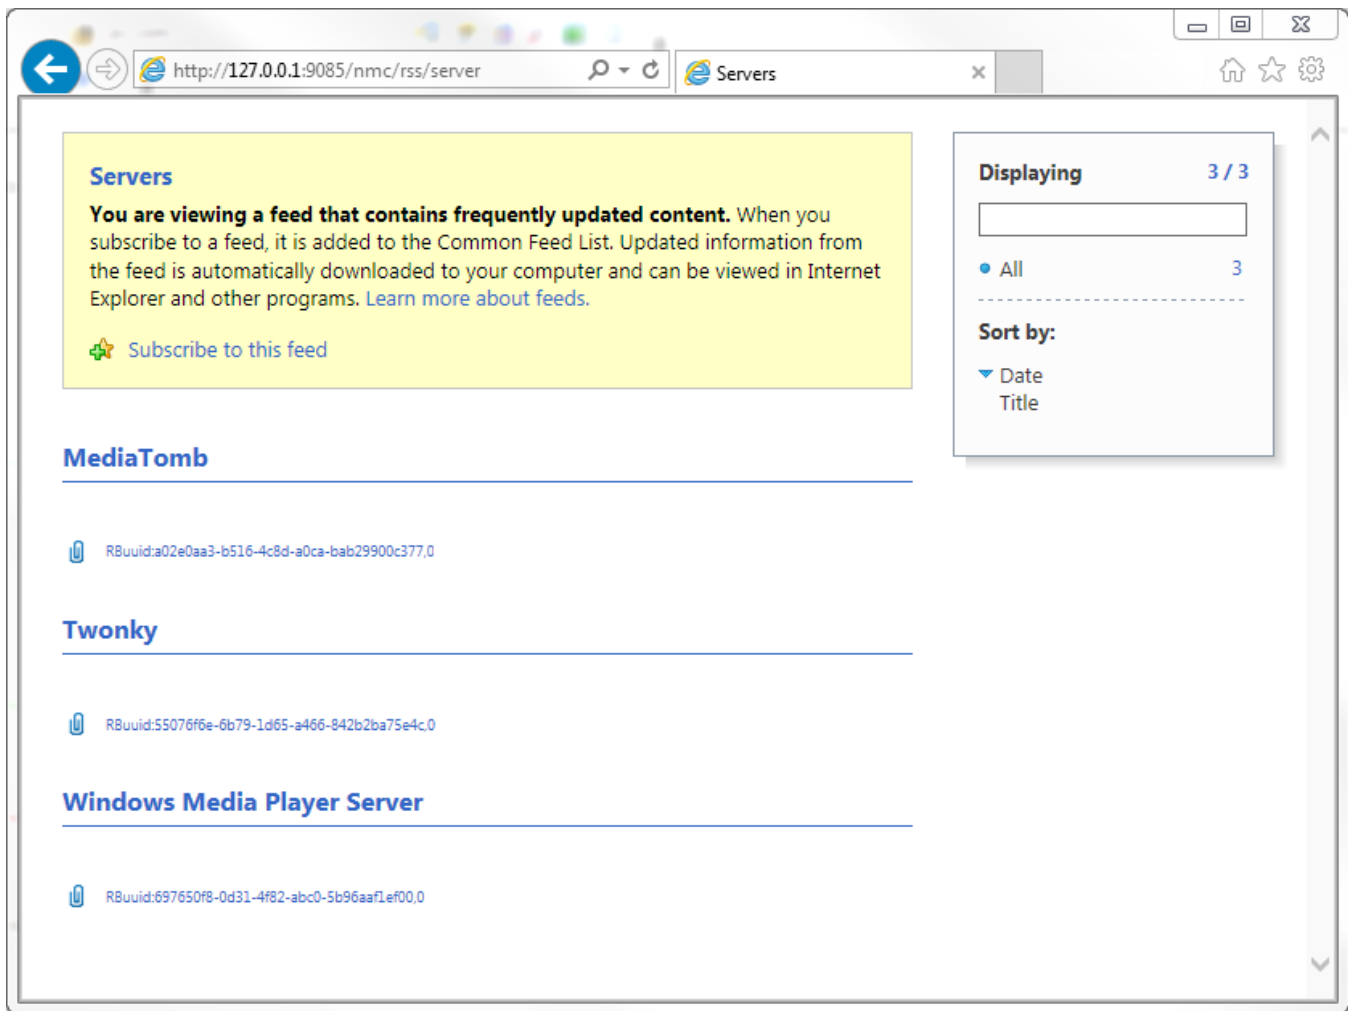 http://127.0.0.1:9085/nmc/rss/server
Servers
Servers
You are viewing a feed that contains frequently updated content. When you
subscribe to a feed, it is added to the Common Feed List. Updated information from
the feed is automatically downloaded to your computer and can be viewed in Internet
Explorer and other programs. Learn more about feeds.
Subscribe to this feed
Displaying 3 / 3
All 3
Sort by:
Date
Title
MediaTomb
RBuuid:a02e0aa3-b516-4c8d-a0ca-bab29900c377,0
Twonky
RBuuid:55076f6e-6b79-1d65-a466-842b2ba75e4c,0
Windows Media Player Server
RBuuid:697650f8-0d31-4f82-abc0-5b96aaf1ef00,0